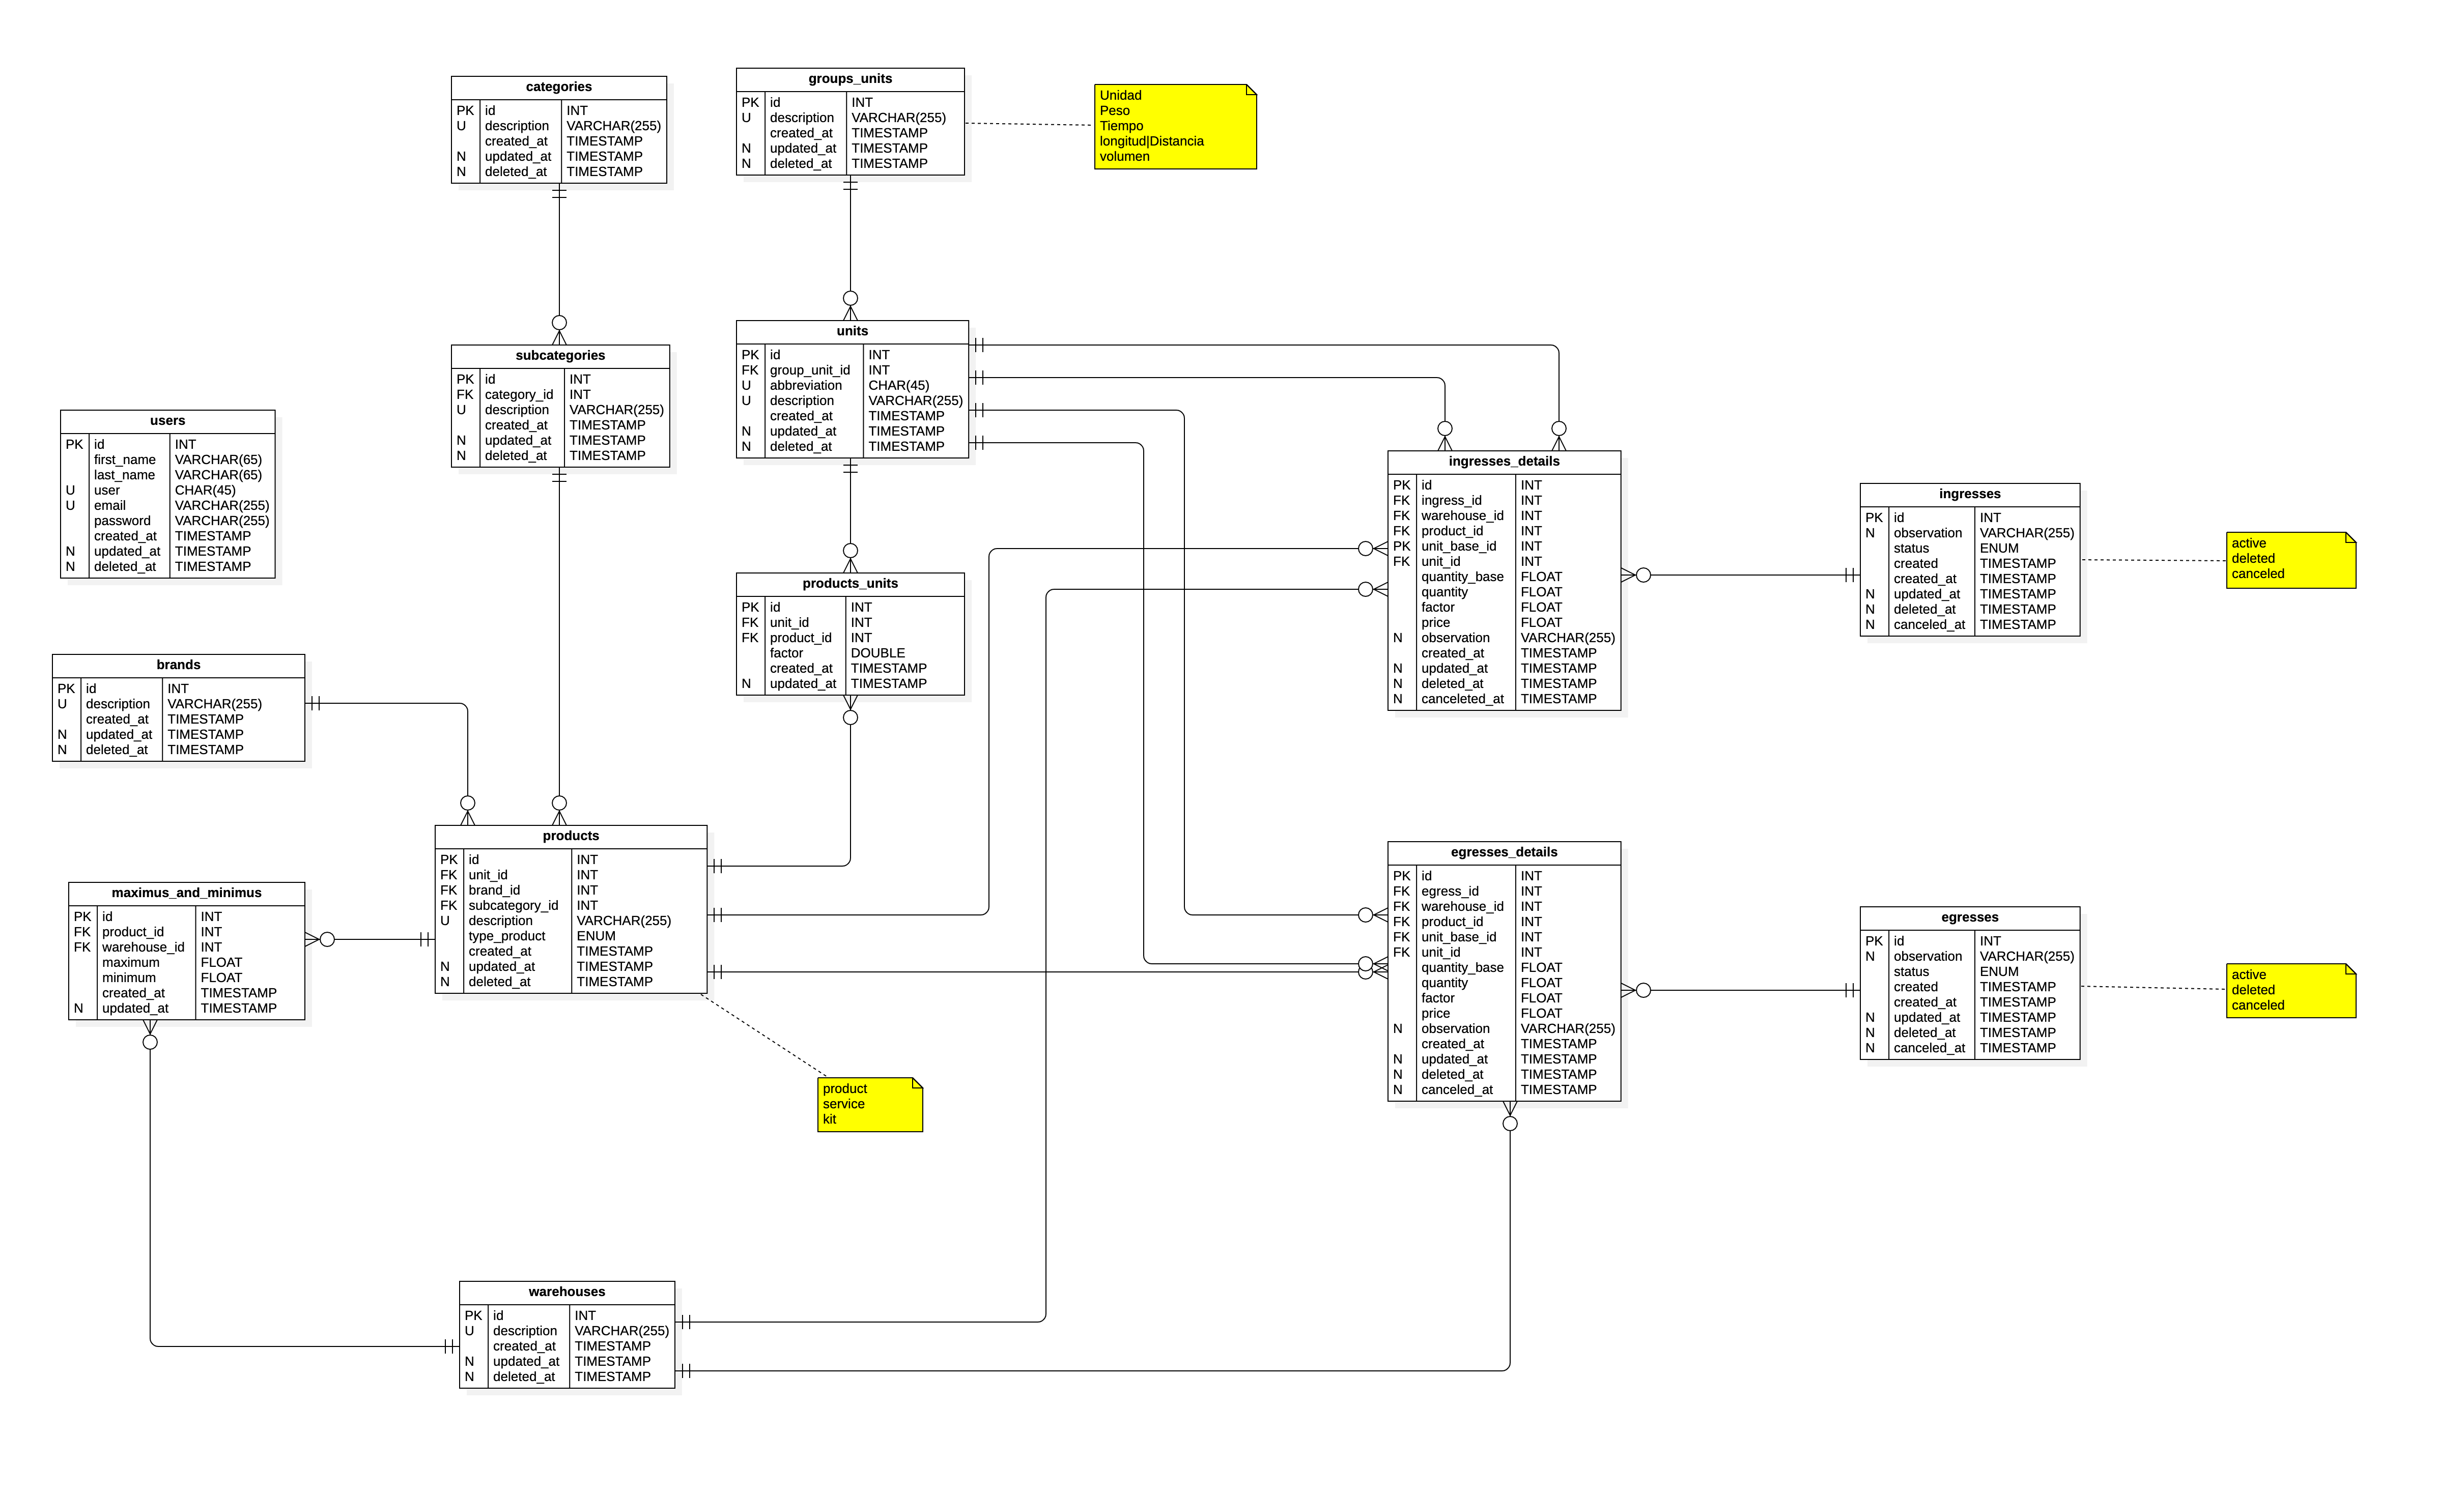 categories
PK id INT
U description VARCHAR(255)
created_at TIMESTAMP
N updated_at TIMESTAMP
N deleted_at TIMESTAMP
groups_units
PK id INT
U description VARCHAR(255)
created_at TIMESTAMP
N updated_at TIMESTAMP
N deleted_at TIMESTAMP
Unidad
Peso
Tiempo
longitud|Distancia
volumen
subcategories
PK id INT
FK category_id INT
U description VARCHAR(255)
created_at TIMESTAMP
N updated_at TIMESTAMP
N deleted_at TIMESTAMP
units
PK id INT
FK group_unit_id INT
U abbreviation CHAR(45)
U description VARCHAR(255)
created_at TIMESTAMP
N updated_at TIMESTAMP
N deleted_at TIMESTAMP
users
PK id INT
first_name VARCHAR(65)
last_name VARCHAR(65)
U user CHAR(45)
U email VARCHAR(255)
password VARCHAR(255)
created_at TIMESTAMP
N updated_at TIMESTAMP
N deleted_at TIMESTAMP
ingresses_details
PK id INT
FK ingress_id INT
FK warehouse_id INT
FK product_id INT
PK unit_base_id INT
FK unit_id INT
quantity_base FLOAT
quantity FLOAT
factor FLOAT
price FLOAT
N observation VARCHAR(255)
created_at TIMESTAMP
N updated_at TIMESTAMP
N deleted_at TIMESTAMP
N canceleted_at TIMESTAMP
ingresses
PK id INT
N observation VARCHAR(255)
status ENUM
created TIMESTAMP
created_at TIMESTAMP
N updated_at TIMESTAMP
N deleted_at TIMESTAMP
N canceled_at TIMESTAMP
active
deleted
canceled
products_units
PK id INT
FK unit_id INT
FK product_id INT
factor DOUBLE
created_at TIMESTAMP
N updated_at TIMESTAMP
brands
PK id INT
U description VARCHAR(255)
created_at TIMESTAMP
N updated_at TIMESTAMP
N deleted_at TIMESTAMP
products
PK id INT
FK unit_id INT
FK brand_id INT
FK subcategory_id INT
U description VARCHAR(255)
type_product ENUM
created_at TIMESTAMP
N updated_at TIMESTAMP
N deleted_at TIMESTAMP
maximus_and_minimus
PK id INT
FK product_id INT
FK warehouse_id INT
maximum FLOAT
minimum FLOAT
created_at TIMESTAMP
N updated_at TIMESTAMP
egresses_details
PK id INT
FK egress_id INT
FK warehouse_id INT
FK product_id INT
FK unit_base_id INT
FK unit_id INT
quantity_base FLOAT
quantity FLOAT
factor FLOAT
price FLOAT
N observation VARCHAR(255)
created_at TIMESTAMP
N updated_at TIMESTAMP
N deleted_at TIMESTAMP
N canceled_at TIMESTAMP
egresses
PK id INT
N observation VARCHAR(255)
status ENUM
created TIMESTAMP
created_at TIMESTAMP
N updated_at TIMESTAMP
N deleted_at TIMESTAMP
N canceled_at TIMESTAMP
active
deleted
canceled
product
service
kit
warehouses
PK id INT
U description VARCHAR(255)
created_at TIMESTAMP
N updated_at TIMESTAMP
N deleted_at TIMESTAMP